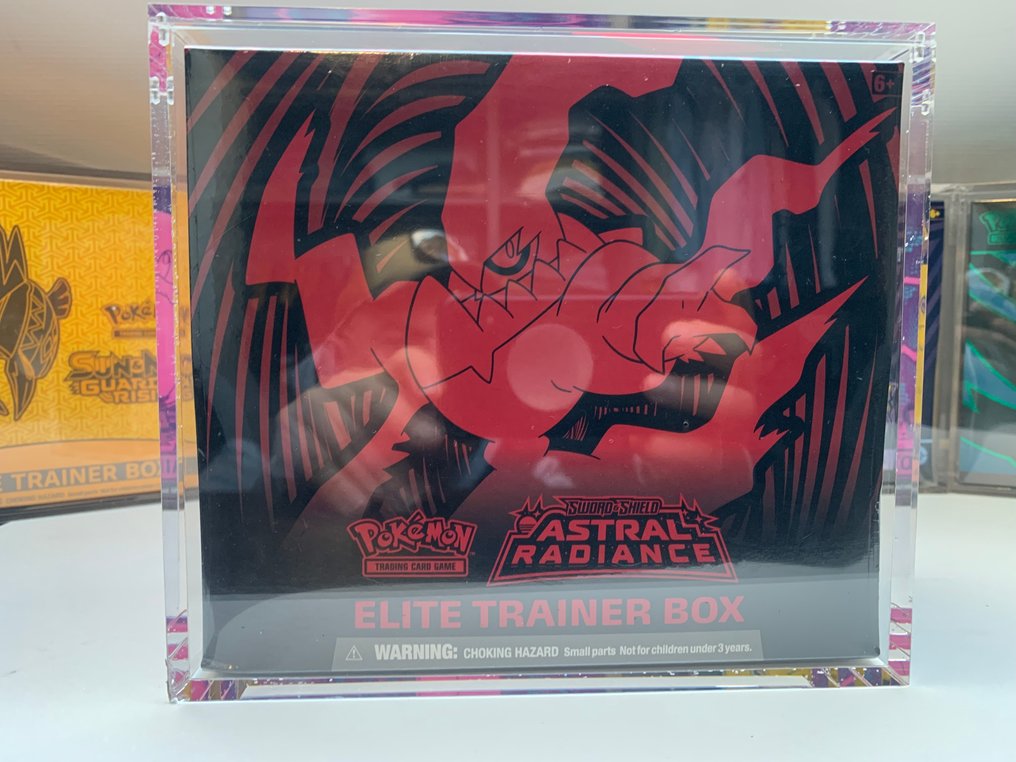 6+
Pokémon
TRADING CARD GAME
SWORD & SHIELD
ASTRAL
RADIANCE
ELITE TRAINER BOX
WARNING: CHOKING HAZARD Small parts Not for children under 3 years.
Pokémon
SUN & MOON
GUARDIANS
RISING
TRAINER BOX